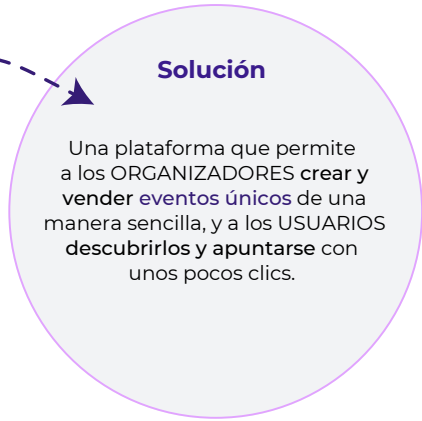 Solución
Una plataforma que permite
a los ORGANIZADORES crear y
vender eventos únicos de una
manera sencilla, y a los USUARIOS
descubrirlos y apuntarse con
unos pocos clics.